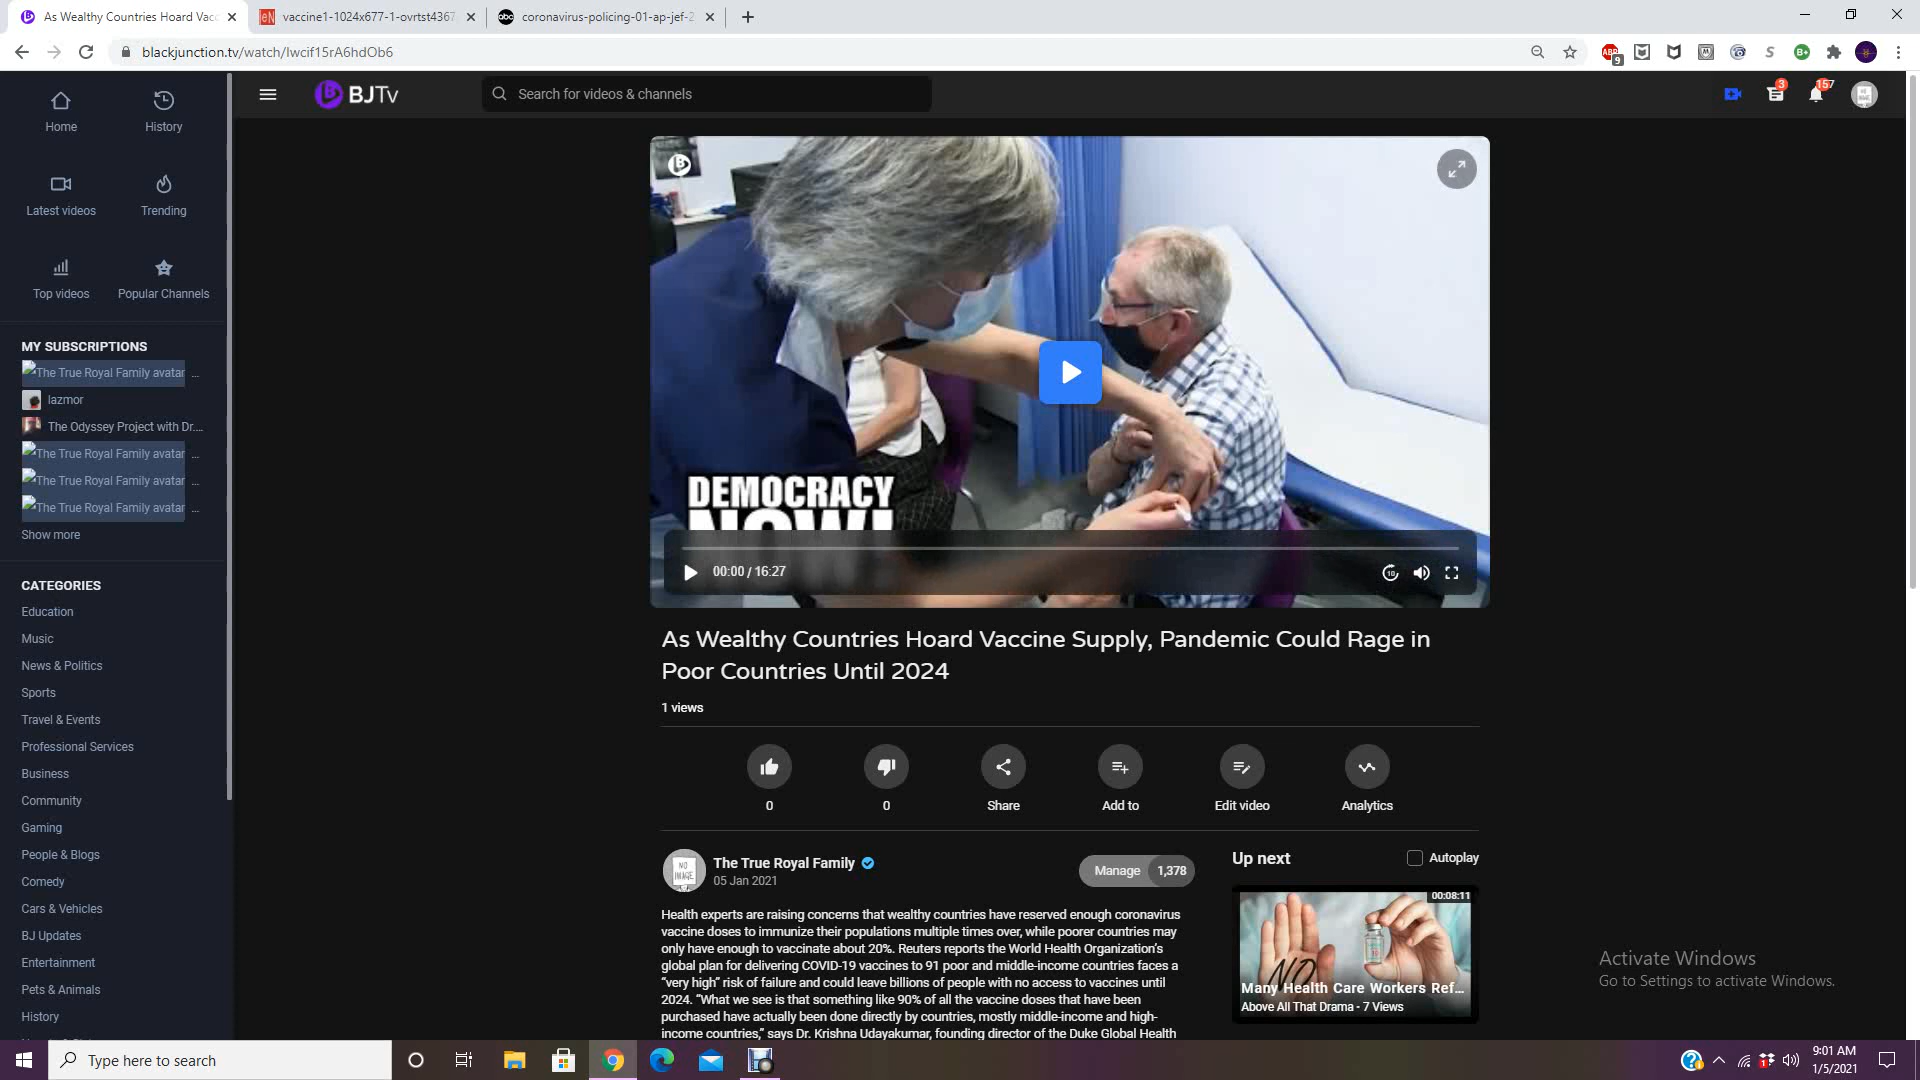 As Wealthy Countries Hoard Vacc
vaccine1-1024x677-1-ovrtst4367
coronavirus-policing-01-ap-jef-2
blackjunction.tv/watch/Iwcif15rA6hdOb6
9
Home
History
BJTv
Search for videos & channels
3
157
Latest videos
Trending
Top videos
Popular Channels
MY SUBSCRIPTIONS
The True Royal Family avatar ...
lazmor
The Odyssey Project with Dr....
The True Royal Family avatar ...
The True Royal Family avatar ...
The True Royal Family avatar ...
Show more
CATEGORIES
Education
Music
News & Politics
Sports
Travel & Events
Professional Services
Business
Community
Gaming
People & Blogs
Comedy
Cars & Vehicles
BJ Updates
Entertainment
Pets & Animals
History
DEMOCRACY
NOW!
00:00 / 16:27
10
As Wealthy Countries Hoard Vaccine Supply, Pandemic Could Rage in
Poor Countries Until 2024
1 views
0
0
Share
Add to
Edit video
Analytics
NO
IMAGE
The True Royal Family
05 Jan 2021
Manage 1,378
Health experts are raising concerns that wealthy countries have reserved enough coronavirus
vaccine doses to immunize their populations multiple times over, while poorer countries may
only have enough to vaccinate about 20%. Reuters reports the World Health Organization's
global plan for delivering COVID-19 vaccines to 91 poor and middle-income countries faces a
"very high" risk of failure and could leave billions of people with no access to vaccines until
2024. "What we see is that something like 90% of all the vaccine doses that have been
purchased have actually been done directly by countries, mostly middle-income and high-
income countries," says Dr. Krishna Udayakumar, founding director of the Duke Global Health
Up next
Autoplay
00:08:11
NO
Many Health Care Workers Ref...
Above All That Drama - 7 Views
Activate Windows
Go to Settings to activate Windows.
Type here to search
9:01 AM
1/5/2021